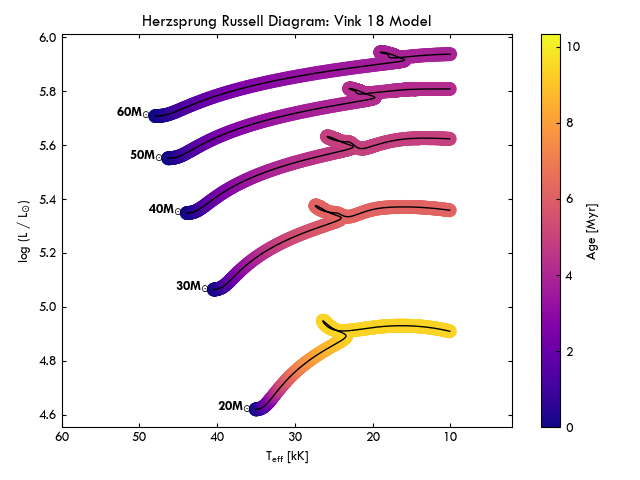 Herzsprung Russell Diagram: Vink 18 Model
6.0
5.8
5.6
5.4
5.2
5.0
4.8
4.6
log (L / L⊙)
60M⊙
50M⊙
40M⊙
30M⊙
20M⊙
60
50
40
30
20
10
T_eff [kK]
10
8
6
4
2
0
Age [Myr]